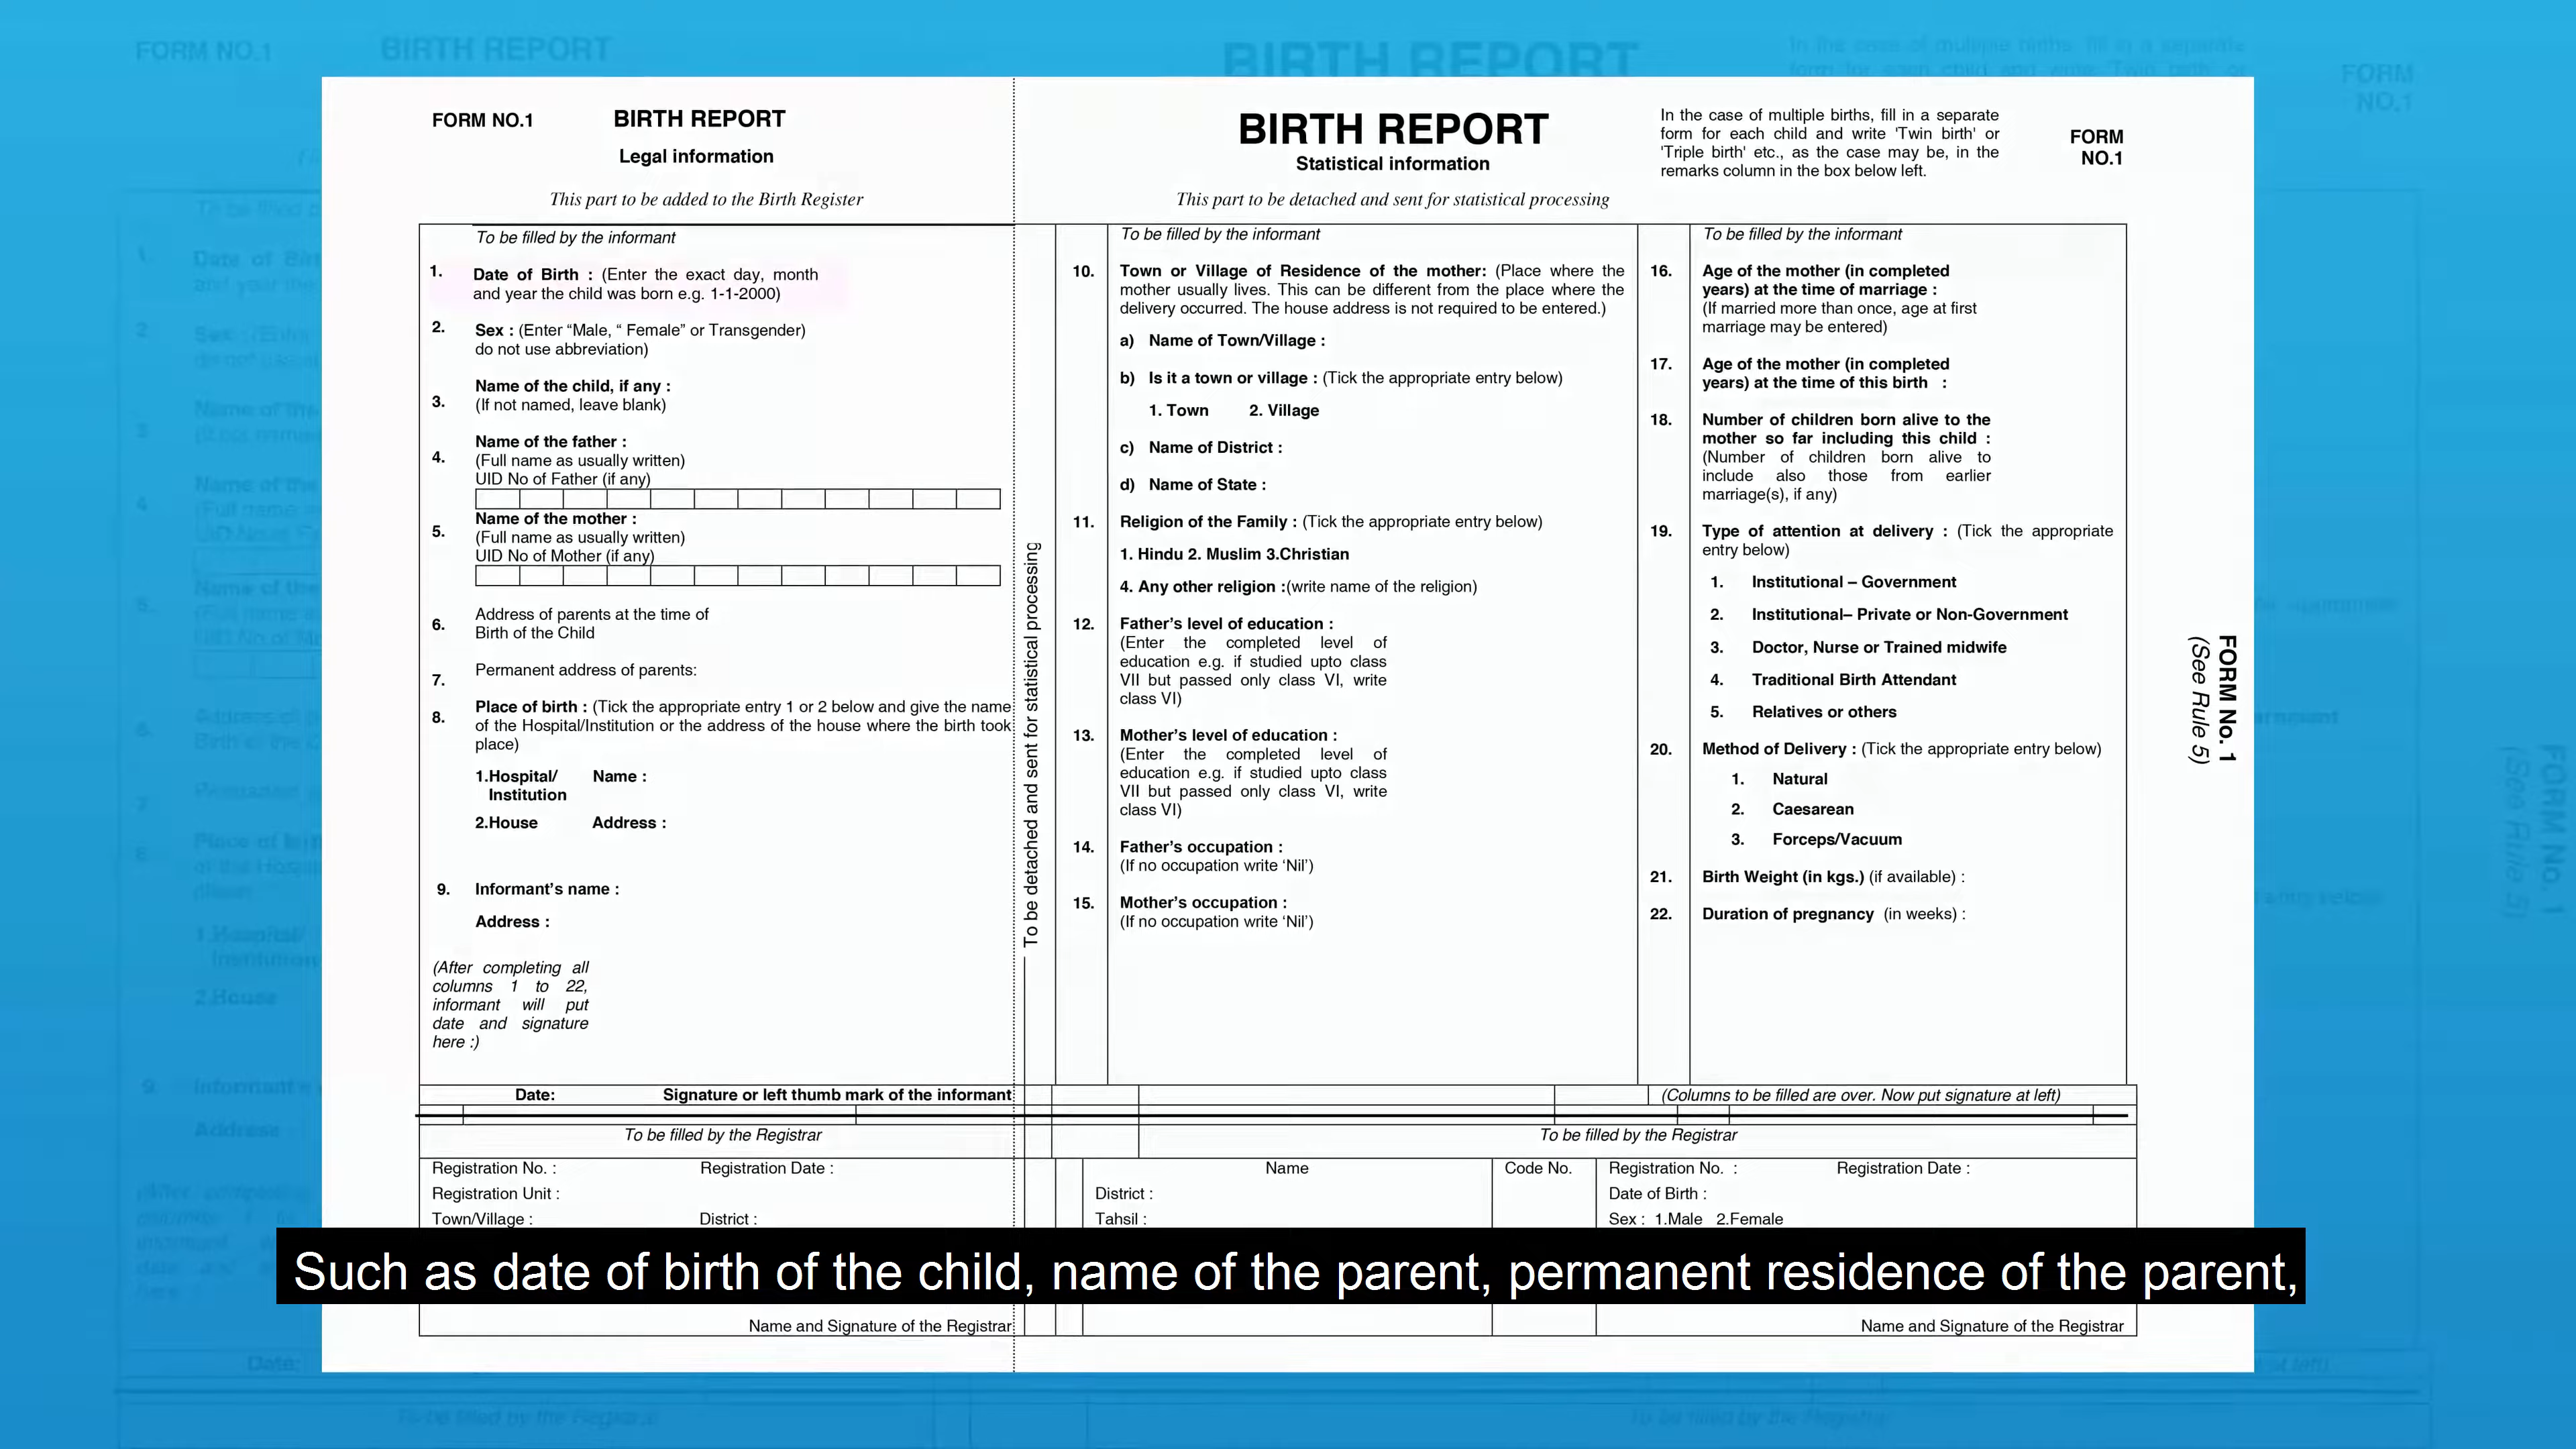 FORM NO.1
BIRTH REPORT
Legal information
This part to be added to the Birth Register
To be filled by the informant
1. Date of Birth : (Enter the exact day, month
and year the child was born e.g. 1-1-2000)
2. Sex : (Enter “Male, “ Female” or Transgender)
do not use abbreviation)
Name of the child, if any :
3. (If not named, leave blank)
Name of the father :
4. (Full name as usually written)
UID No of Father (if any)
Name of the mother :
5. (Full name as usually written)
UID No of Mother (if any)
Address of parents at the time of
6. Birth of the Child
Permanent address of parents:
7.
Place of birth : (Tick the appropriate entry 1 or 2 below and give the name
8. of the Hospital/Institution or the address of the house where the birth took
place)
1.Hospital/ Name :
Institution
2.House Address :
9. Informant’s name :
Address :
(After completing all
columns 1 to 22,
informant will put
date and signature
here :)
Date: Signature or left thumb mark of the informant
To be filled by the Registrar
Registration No. : Registration Date :
Registration Unit :
Town/Village : District :
Name and Signature of the Registrar
To be detached and sent for statistical processing
BIRTH REPORT
Statistical information
This part to be detached and sent for statistical processing
In the case of multiple births, fill in a separate
form for each child and write 'Twin birth' or
'Triple birth' etc., as the case may be, in the
remarks column in the box below left.
FORM
NO.1
To be filled by the informant
10. Town or Village of Residence of the mother: (Place where the
mother usually lives. This can be different from the place where the
delivery occurred. The house address is not required to be entered.)
a) Name of Town/Village :
b) Is it a town or village : (Tick the appropriate entry below)
1. Town 2. Village
c) Name of District :
d) Name of State :
11. Religion of the Family : (Tick the appropriate entry below)
1. Hindu 2. Muslim 3.Christian
4. Any other religion :(write name of the religion)
12. Father’s level of education :
(Enter the completed level of
education e.g. if studied upto class
VII but passed only class VI, write
class VI)
13. Mother’s level of education :
(Enter the completed level of
education e.g. if studied upto class
VII but passed only class VI, write
class VI)
14. Father’s occupation :
(If no occupation write ‘Nil’)
15. Mother’s occupation :
(If no occupation write ‘Nil’)
To be filled by the informant
16. Age of the mother (in completed
years) at the time of marriage :
(If married more than once, age at first
marriage may be entered)
17. Age of the mother (in completed
years) at the time of this birth :
18. Number of children born alive to the
mother so far including this child :
(Number of children born alive to
include also those from earlier
marriage(s), if any)
19. Type of attention at delivery : (Tick the appropriate
entry below)
1. Institutional – Government
2. Institutional– Private or Non-Government
3. Doctor, Nurse or Trained midwife
4. Traditional Birth Attendant
5. Relatives or others
20. Method of Delivery : (Tick the appropriate entry below)
1. Natural
2. Caesarean
3. Forceps/Vacuum
21. Birth Weight (in kgs.) (if available) :
22. Duration of pregnancy (in weeks) :
(Columns to be filled are over. Now put signature at left)
To be filled by the Registrar
Name Code No.
District :
Tahsil :
Registration No. : Registration Date :
Date of Birth :
Sex : 1.Male 2.Female
Name and Signature of the Registrar
FORM No. 1
(See Rule 5)
Such as date of birth of the child, name of the parent, permanent residence of the parent,